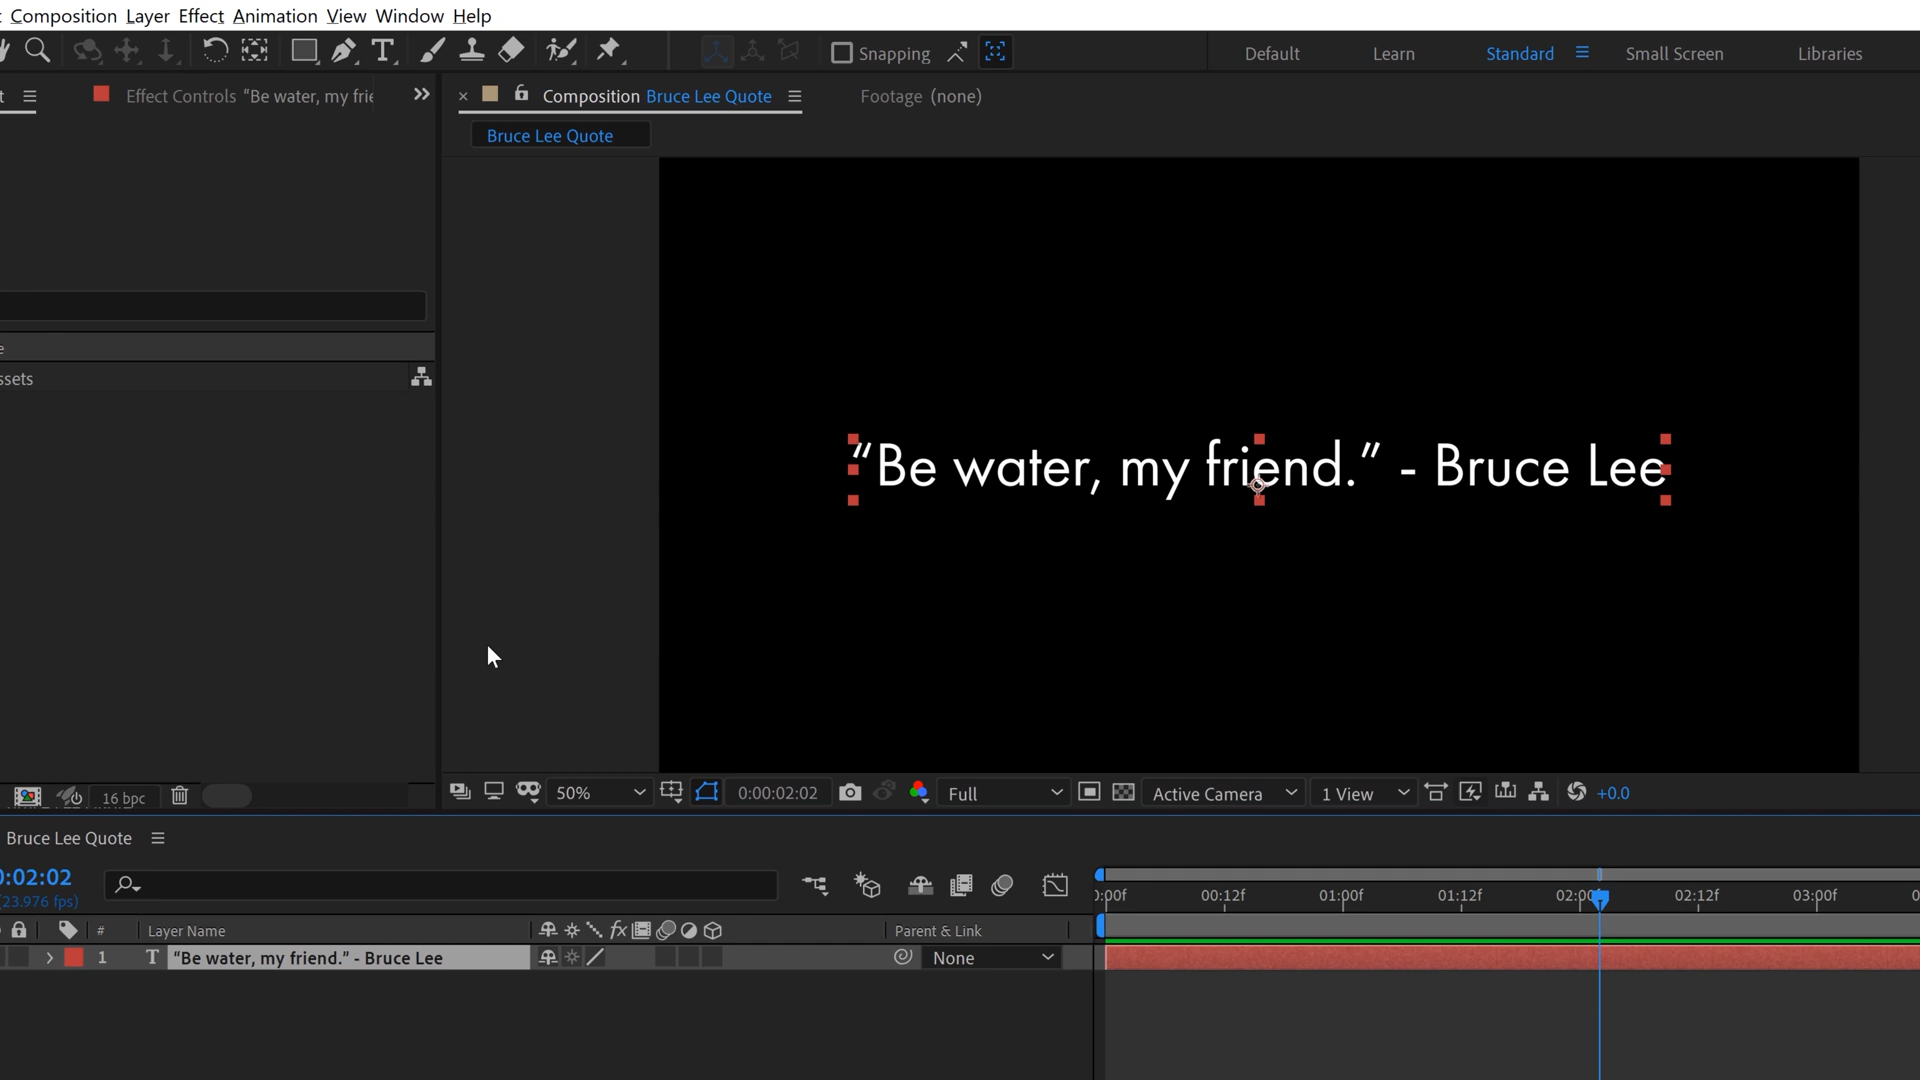 Composition Layer Effect Animation View Window Help
Snapping
Default Learn Standard Small Screen Libraries
Effect Controls “Be water, my frie
Composition Bruce Lee Quote
Footage (none)
Bruce Lee Quote
“Be water, my friend.” - Bruce Lee
ssets
16 bpc
50% 0:00:02:02 Full Active Camera 1 View +0.0
Bruce Lee Quote
0:02:02
(23.976 fps)
0:00f 00:12f 01:00f 01:12f 02:00f 02:12f 03:00f
# Layer Name fx Parent & Link
1 T “Be water, my friend.” - Bruce Lee None